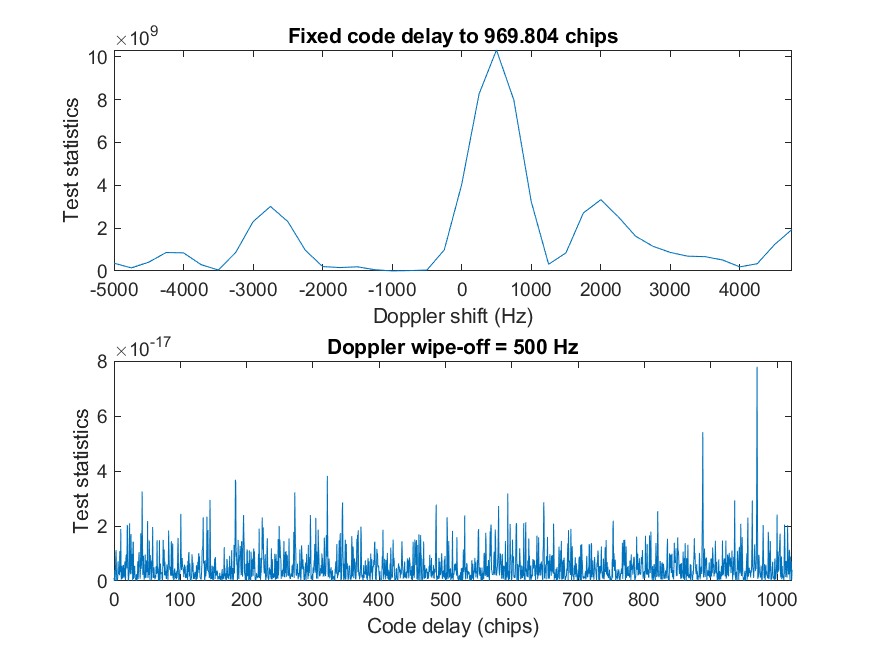 ×10^9
Fixed code delay to 969.804 chips
Test statistics
10
8
6
4
2
0
-5000 -4000 -3000 -2000 -1000 0 1000 2000 3000 4000
Doppler shift (Hz)
×10^-17
Doppler wipe-off = 500 Hz
Test statistics
8
6
4
2
0
0 100 200 300 400 500 600 700 800 900 1000
Code delay (chips)